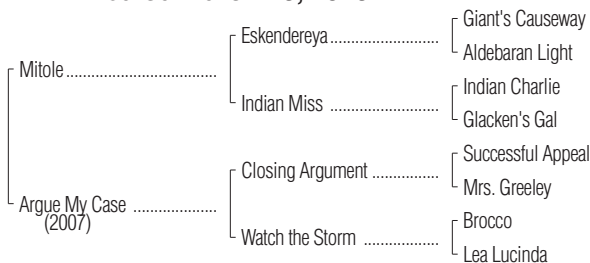 Giant's Causeway
Eskendereya
Aldebaran Light
Mitole
Indian Charlie
Indian Miss
Glacken's Gal
Successful Appeal
Closing Argument
Mrs. Greeley
Argue My Case
(2007)
Brocco
Watch the Storm
Lea Lucinda